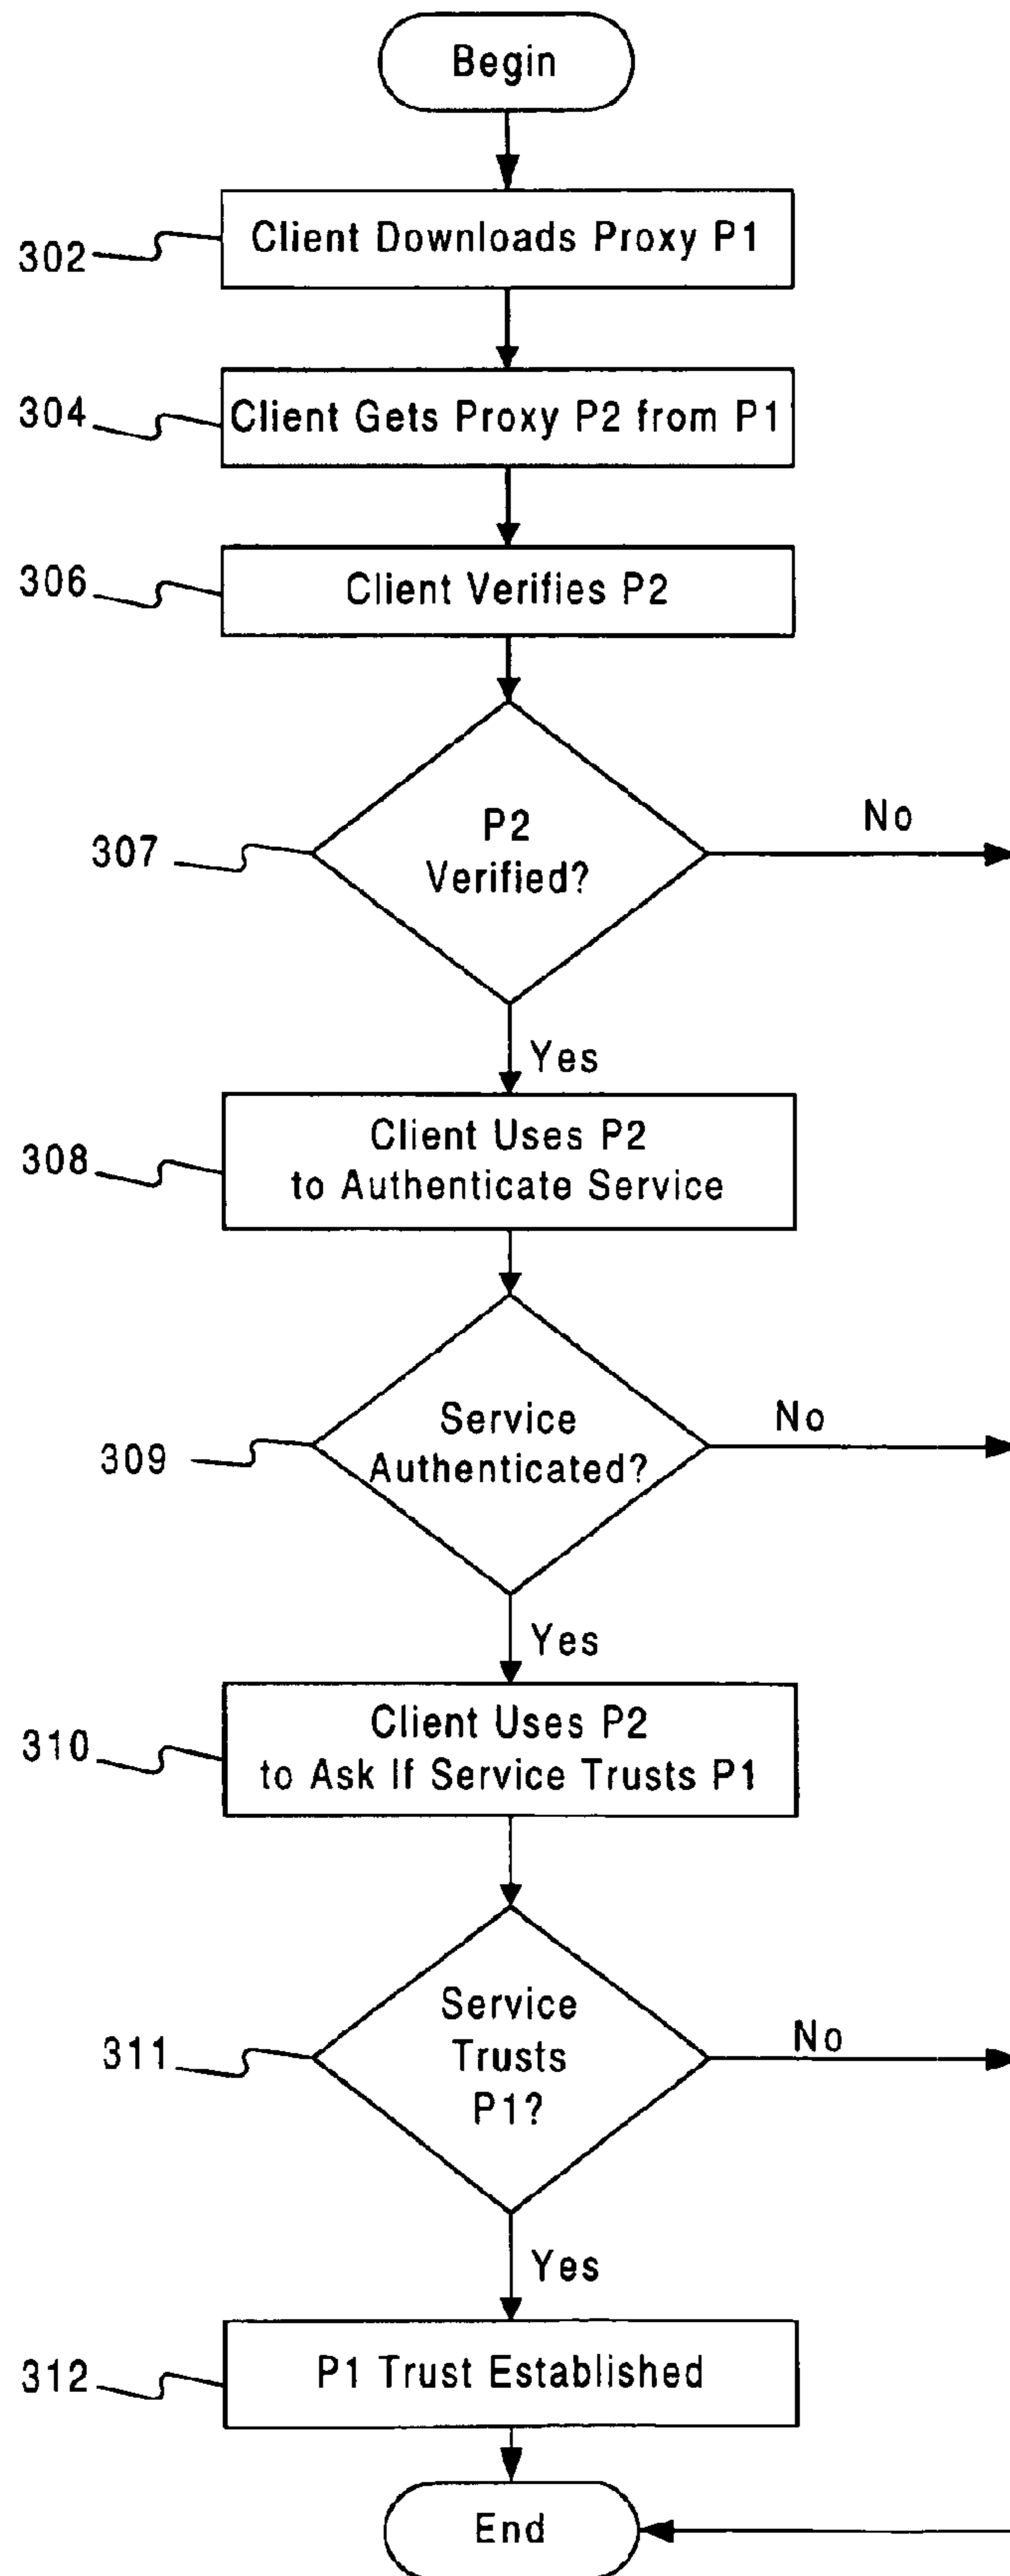 Begin
302
Client Downloads Proxy P1
304
Client Gets Proxy P2 from P1
306
Client Verifies P2
307
P2
Verified?
No
Yes
308
Client Uses P2
to Authenticate Service
309
Service
Authenticated?
No
Yes
310
Client Uses P2
to Ask If Service Trusts P1
311
Service
Trusts
P1?
No
Yes
312
P1 Trust Established
End